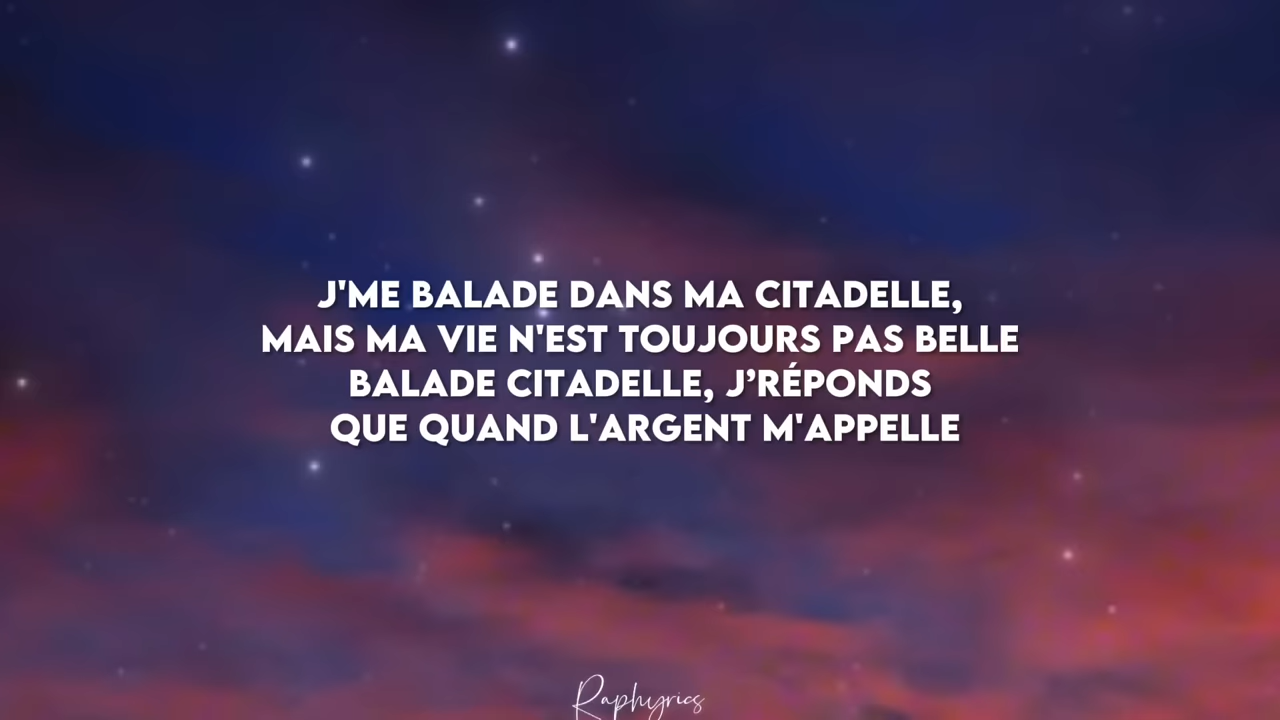 J'ME BALADE DANS MA CITADELLE,
MAIS MA VIE N'EST TOUJOURS PAS BELLE
BALADE CITADELLE, J’RÉPONDS
QUE QUAND L'ARGENT M'APPELLE
Raphyrics